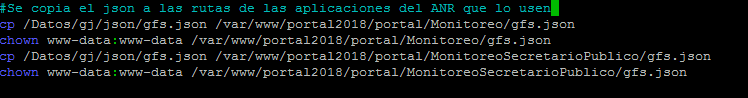 #Se copia el json a las rutas de las aplicaciones del ANR que lo usen
cp /Datos/gj/json/gfs.json /var/www/portal2018/portal/Monitoreo/gfs.json
chown www-data:www-data /var/www/portal2018/portal/Monitoreo/gfs.json
cp /Datos/gj/json/gfs.json /var/www/portal2018/portal/MonitoreoSecretarioPublico/gfs.json
chown www-data:www-data /var/www/portal2018/portal/MonitoreoSecretarioPublico/gfs.json